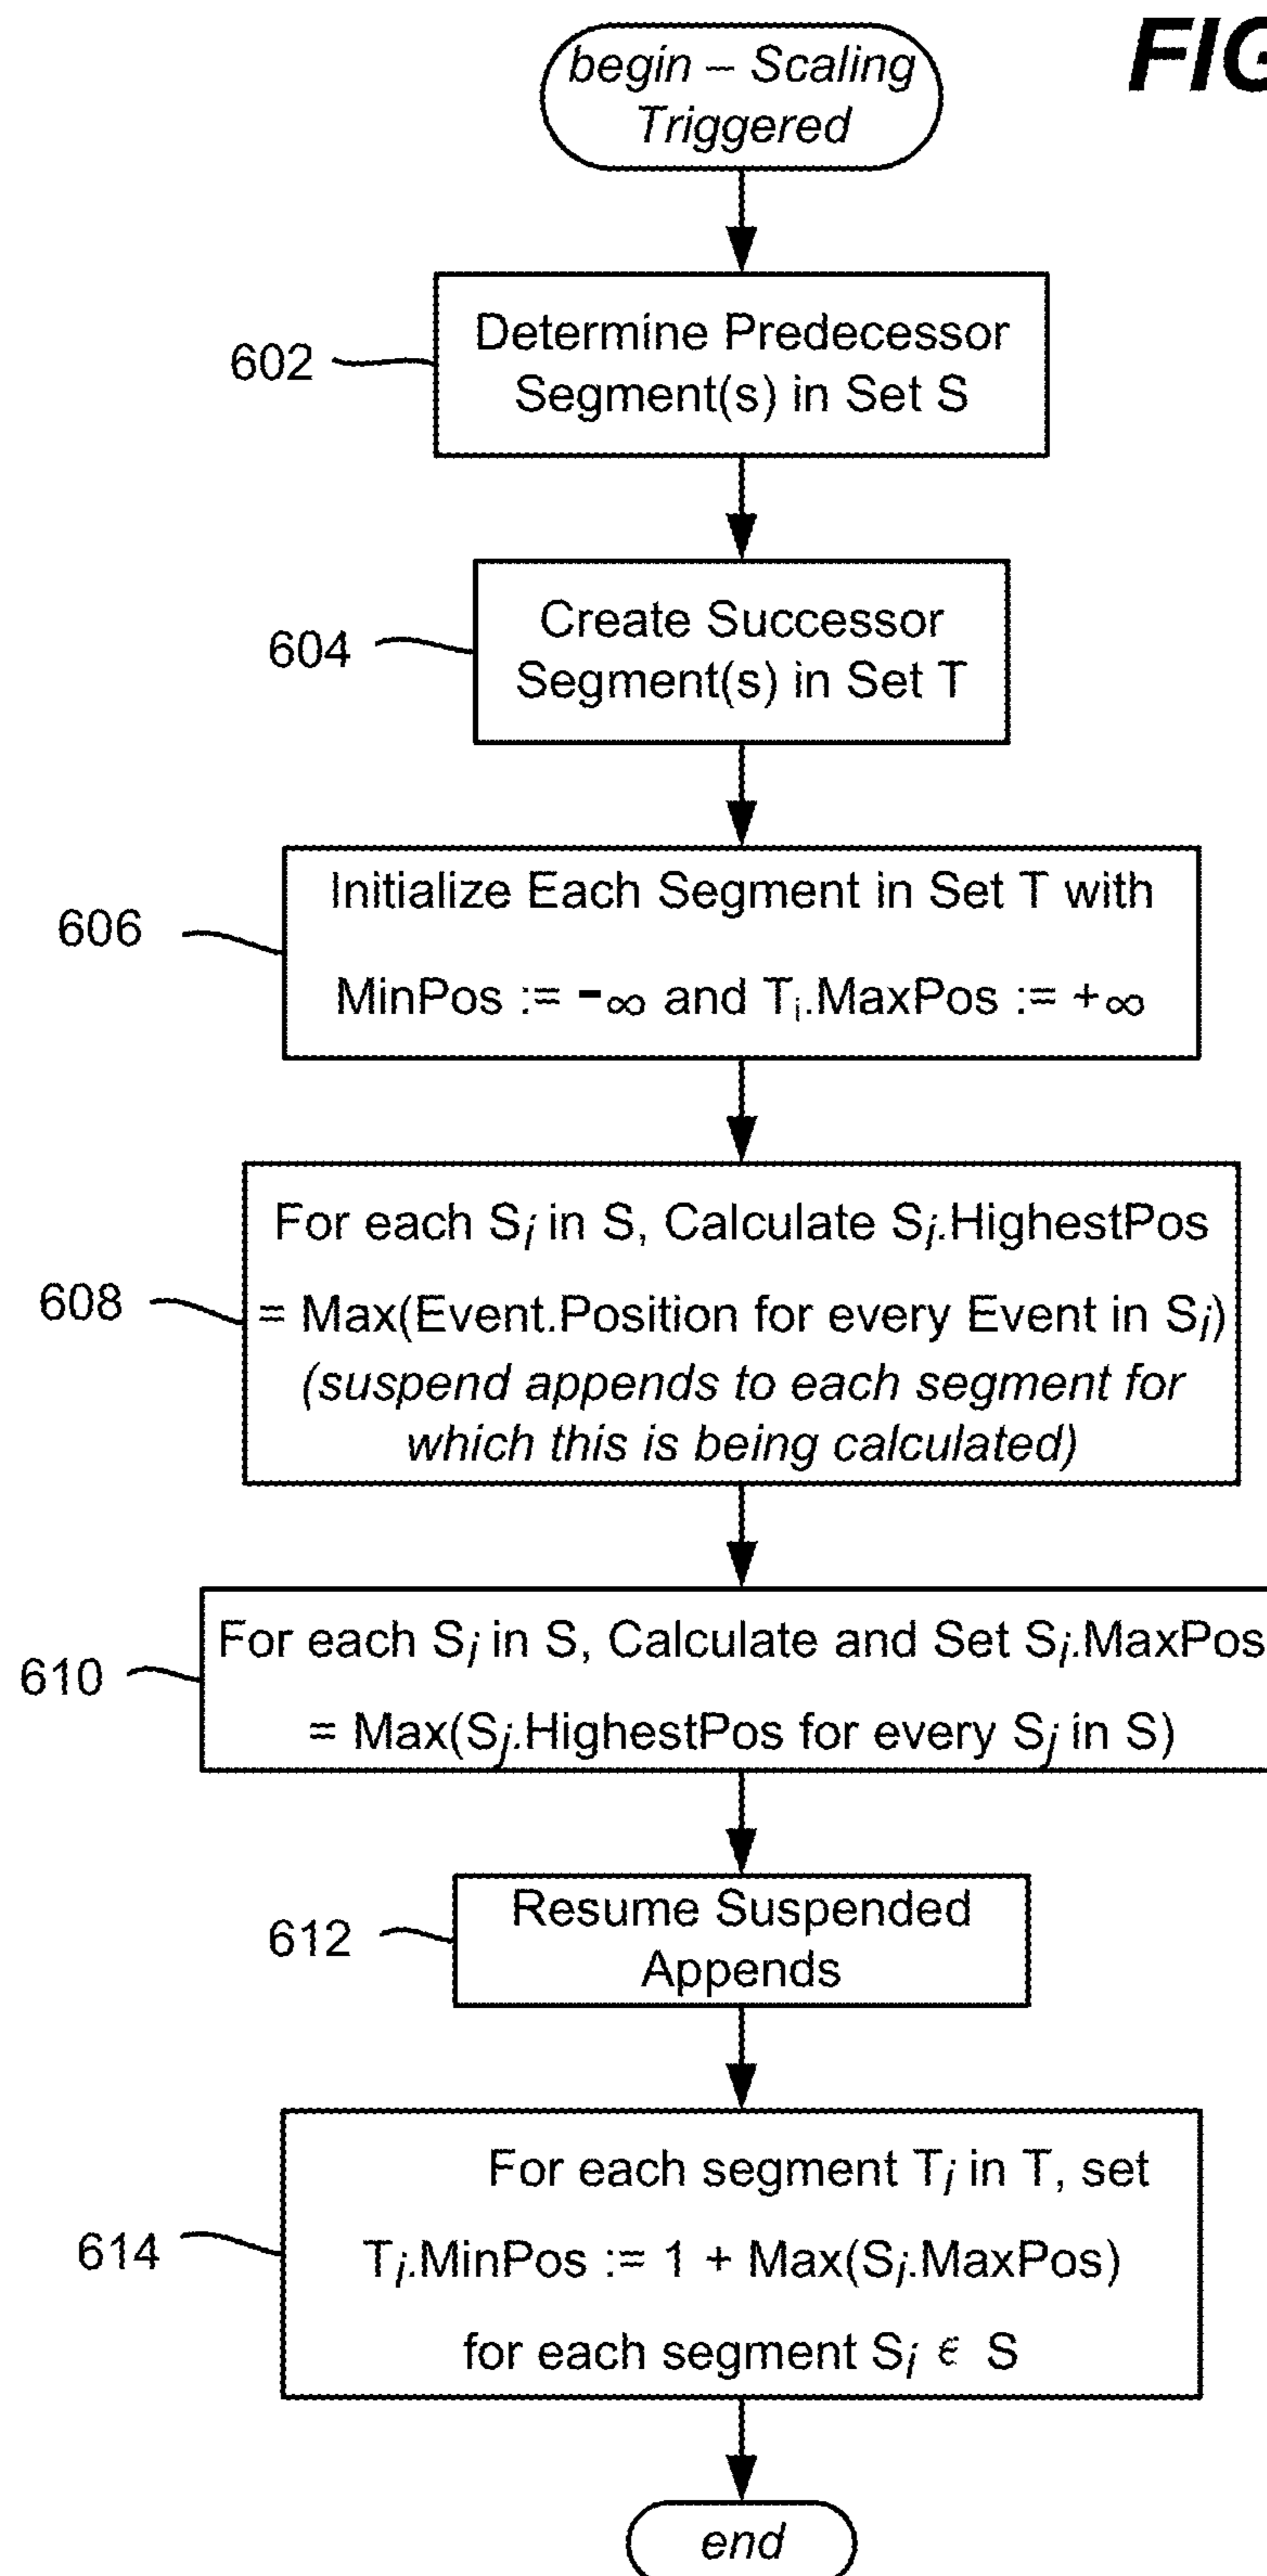 FIG
begin – Scaling
Triggered
602
Determine Predecessor
Segment(s) in Set S
604
Create Successor
Segment(s) in Set T
606
Initialize Each Segment in Set T with
MinPos := -∞ and Tᵢ.MaxPos := +∞
608
For each Sᵢ in S, Calculate Sᵢ.HighestPos
= Max(Event.Position for every Event in Sᵢ)
(suspend appends to each segment for
which this is being calculated)
610
For each Sᵢ in S, Calculate and Set Sᵢ.MaxPos
= Max(Sⱼ.HighestPos for every Sⱼ in S)
612
Resume Suspended
Appends
614
For each segment Tᵢ in T, set
Tᵢ.MinPos := 1 + Max(Sᵢ.MaxPos)
for each segment Sᵢ ϵ S
end